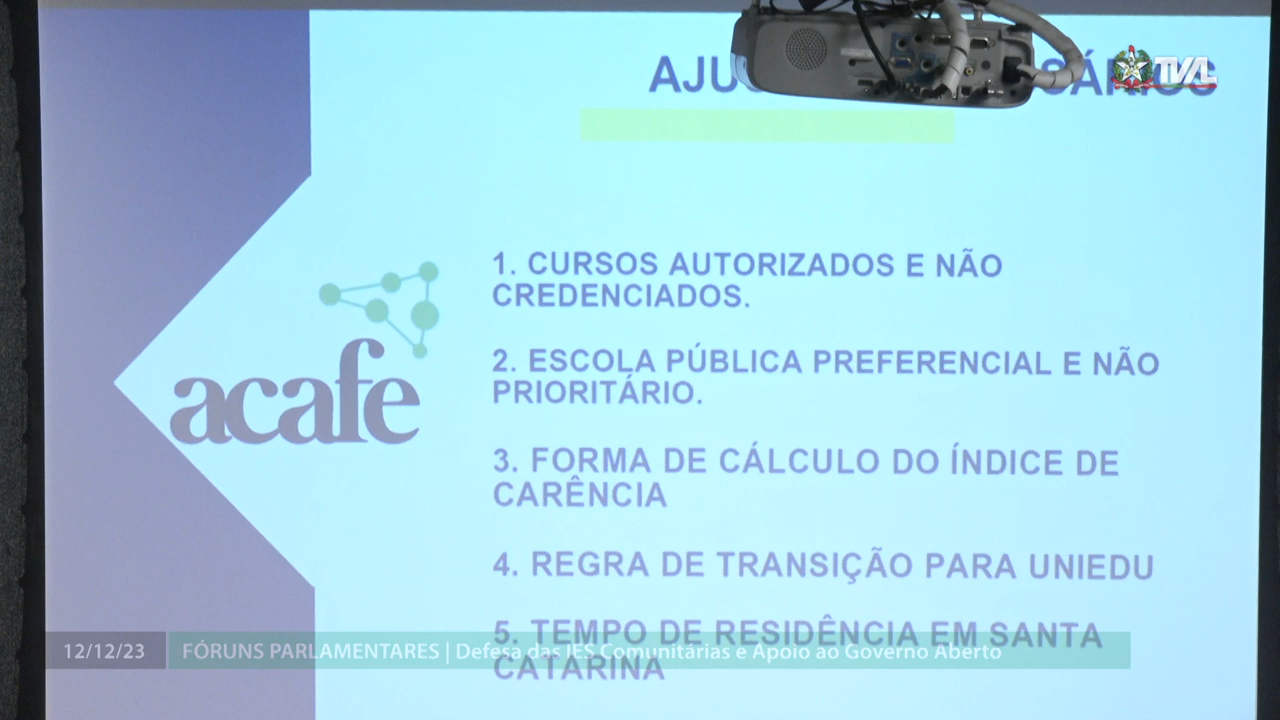 TVAL
1. CURSOS AUTORIZADOS E NÃO
CREDENCIADOS.
acafe
2. ESCOLA PÚBLICA PREFERENCIAL E NÃO
PRIORITÁRIO.
3. FORMA DE CÁLCULO DO ÍNDICE DE
CARÊNCIA
4. REGRA DE TRANSIÇÃO PARA UNIEDU
5. TEMPO DE RESIDÊNCIA EM SANTA
CATARINA
12/12/23 FÓRUNS PARLAMENTARES | Defesa das IES Comunitárias e Apoio ao Governo Aberto